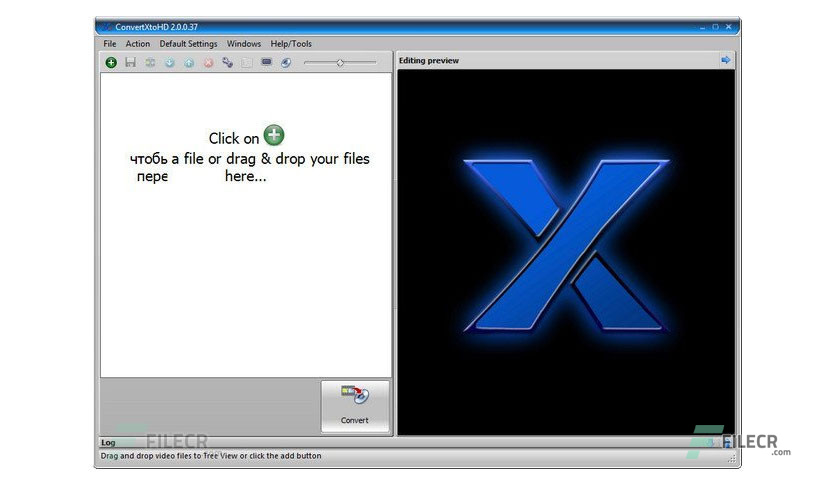 ConvertXtoHD 2.0.0.37
File Action Default Settings Windows Help/Tools
Editing preview
Click on
чтобь a file or drag & drop your files
пере here...
Convert
FILECR
Log
FILECR
.com
Drag and drop video files to Tree View or click the add button